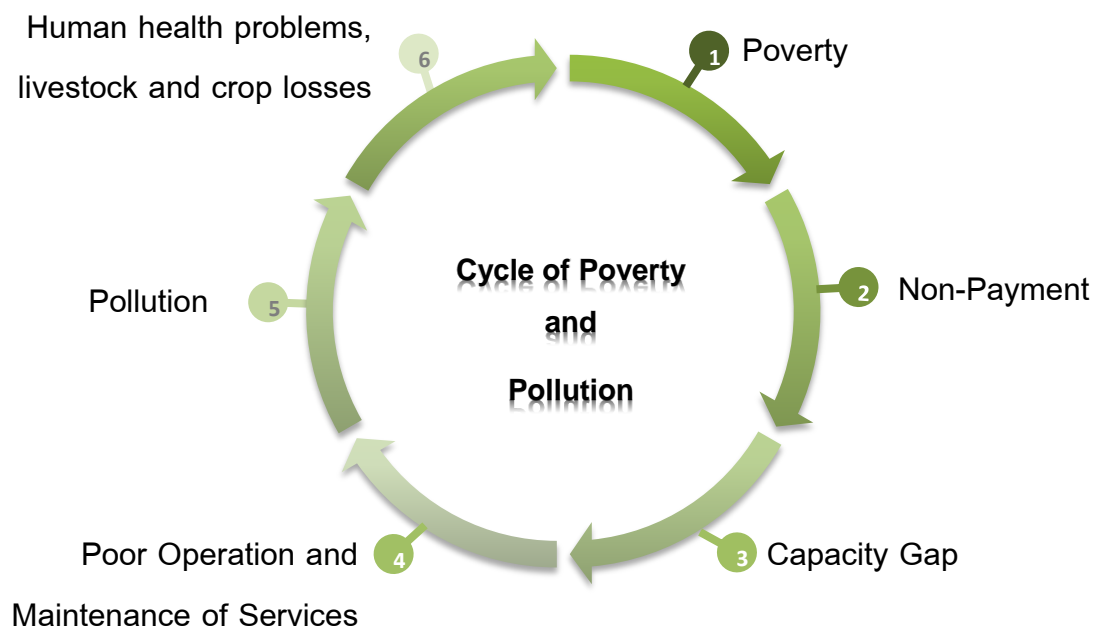 Human health problems,
livestock and crop losses
6
1
Poverty
Cycle of Poverty
and
Pollution
2
Non-Payment
5
Pollution
3
Capacity Gap
4
Poor Operation and
Maintenance of Services